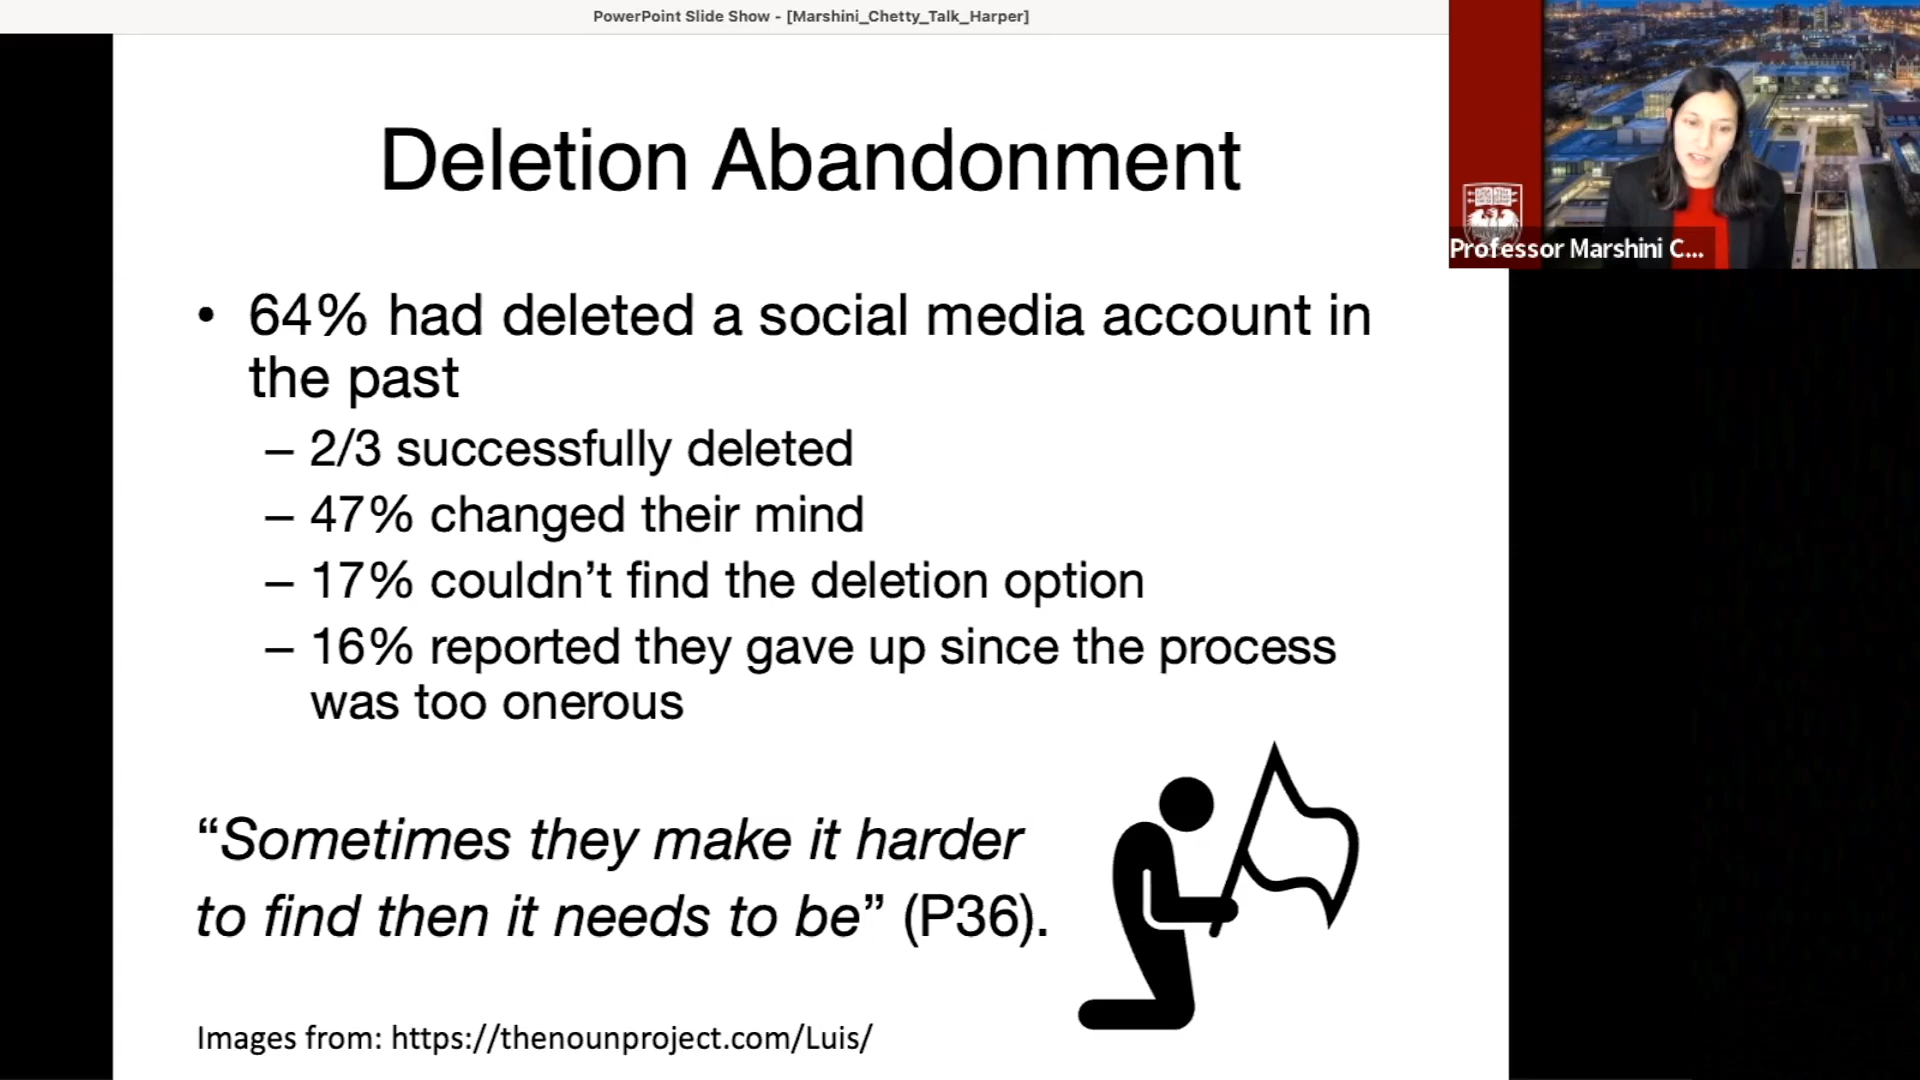 PowerPoint Slide Show - [Marshini_Chetty_Talk_Harper]
Deletion Abandonment
• 64% had deleted a social media account in
the past
– 2/3 successfully deleted
– 47% changed their mind
– 17% couldn’t find the deletion option
– 16% reported they gave up since the process
was too onerous
“Sometimes they make it harder
to find then it needs to be” (P36).
Images from: https://thenounproject.com/Luis/
Professor Marshini C...